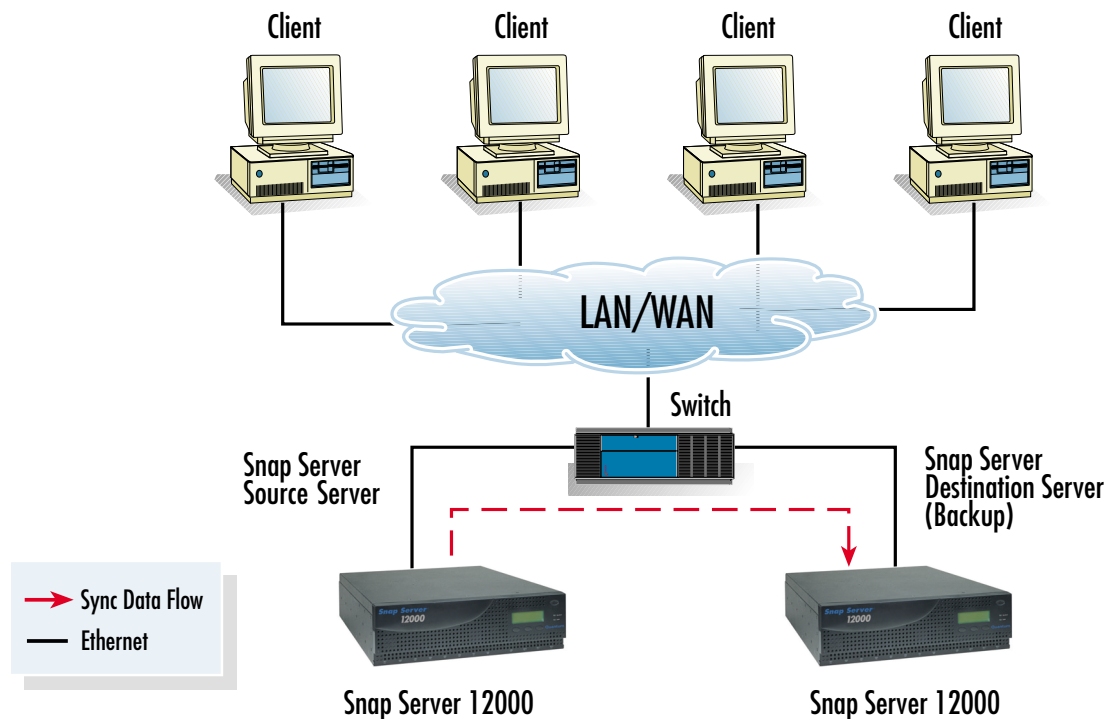 Client
Client
Client
Client
LAN/WAN
Switch
Snap Server
Source Server
Snap Server
Destination Server
(Backup)
Sync Data Flow
Ethernet
Snap Server
12000
Snap Server
12000
Snap Server 12000
Snap Server 12000